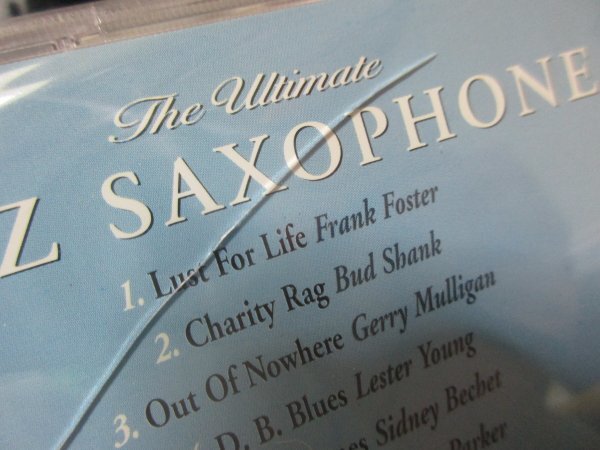 The Ultimate
Z SAXOPHONE
1. Lust For Life Frank Foster
2. Charity Rag Bud Shank
3. Out Of Nowhere Gerry Mulligan
D. B. Blues Lester Young
Sidney Bechet
Parker